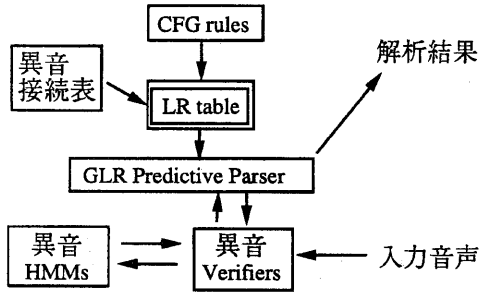 CFG rules
解析結果
異音
接続表
LR table
GLR Predictive Parser
異音
HMMs
異音
Verifiers
入力音声